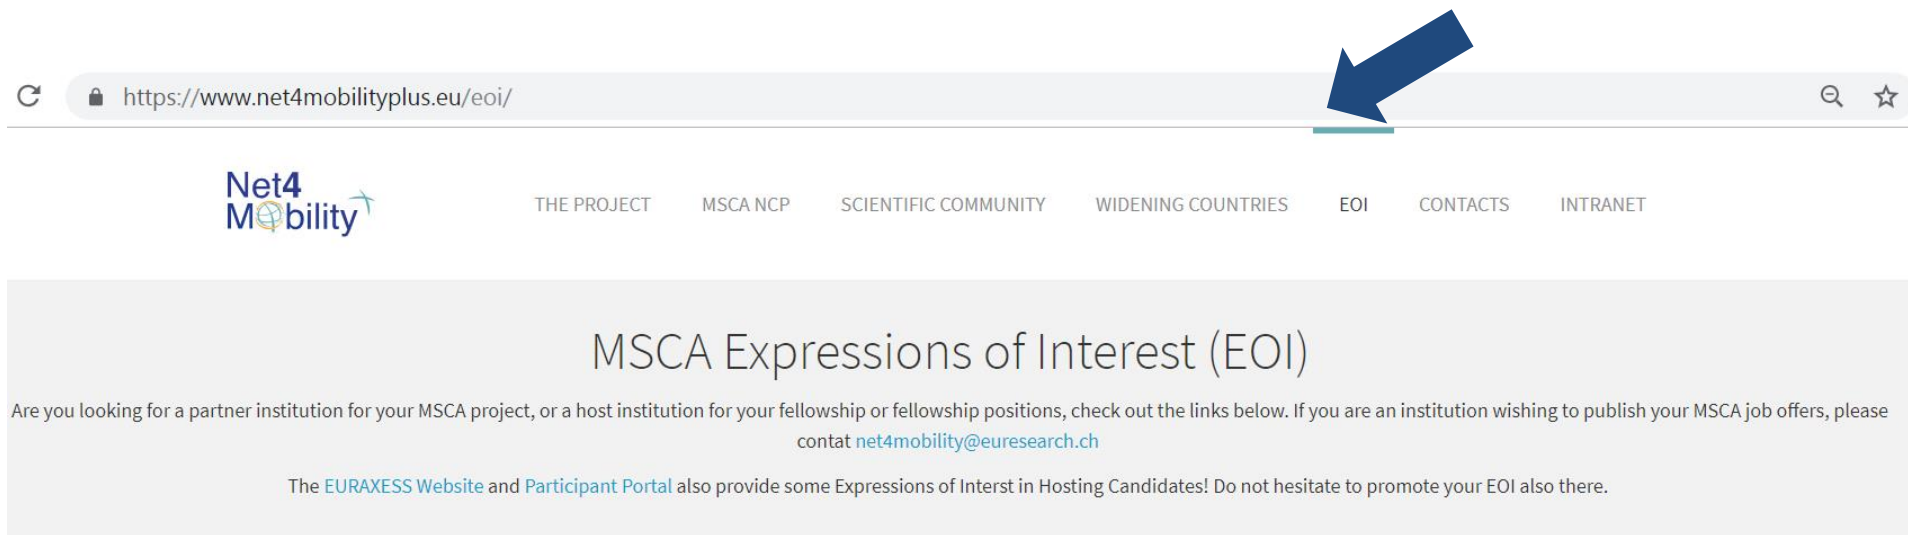 https://www.net4mobilityplus.eu/eoi/
Net4
Mobility
THE PROJECT MSCA NCP SCIENTIFIC COMMUNITY WIDENING COUNTRIES EOI CONTACTS INTRANET
MSCA Expressions of Interest (EOI)
Are you looking for a partner institution for your MSCA project, or a host institution for your fellowship or fellowship positions, check out the links below. If you are an institution wishing to publish your MSCA job offers, please
contat net4mobility@euresearch.ch
The EURAXESS Website and Participant Portal also provide some Expressions of Interst in Hosting Candidates! Do not hesitate to promote your EOI also there.